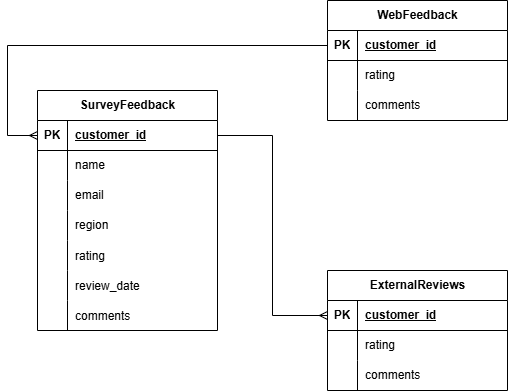 WebFeedback
PK customer_id
rating
comments
SurveyFeedback
PK customer_id
name
email
region
rating
review_date
comments
ExternalReviews
PK customer_id
rating
comments